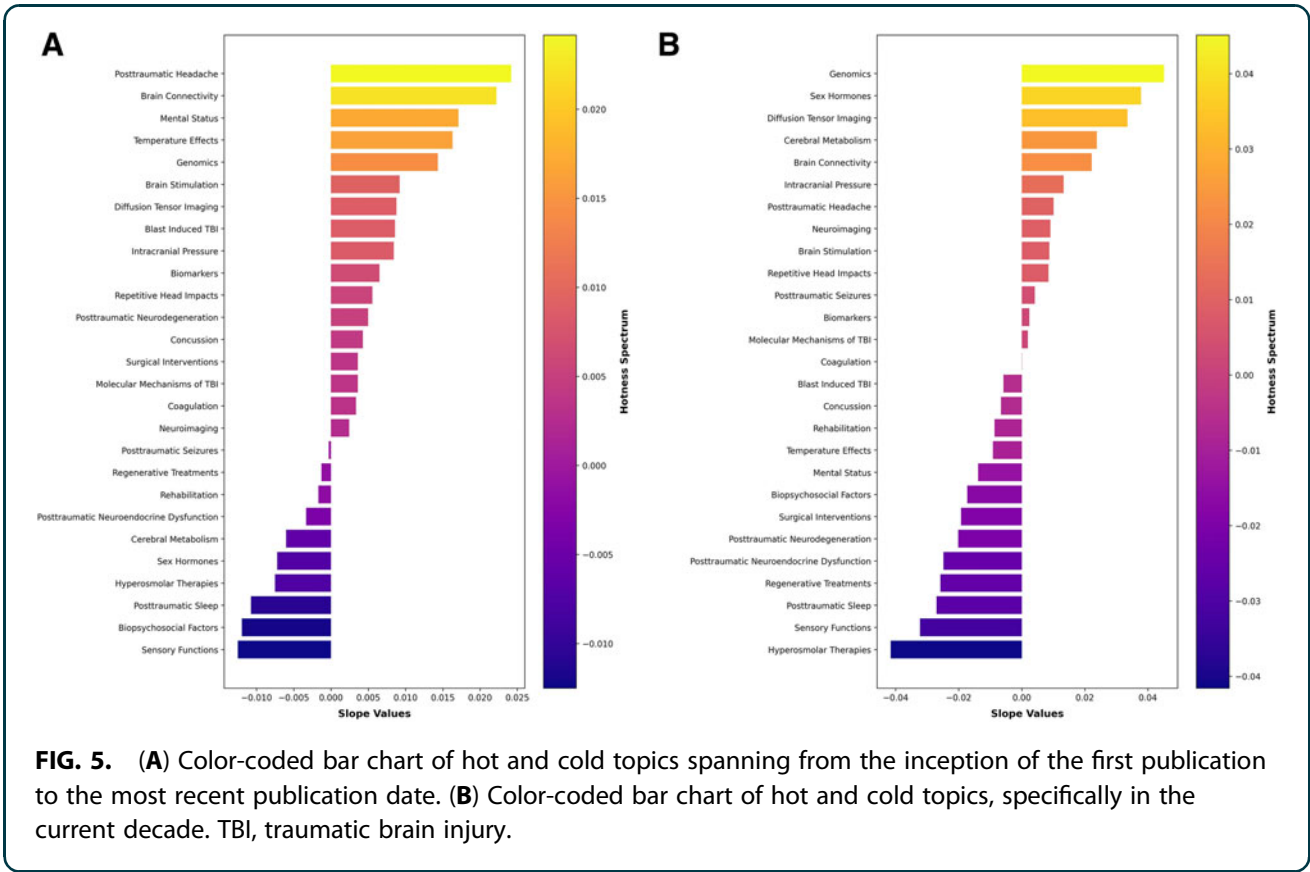 A
Posttraumatic Headache
Brain Connectivity
Mental Status
Temperature Effects
Genomics
Brain Stimulation
Diffusion Tensor Imaging
Blast Induced TBI
Intracranial Pressure
Biomarkers
Repetitive Head Impacts
Posttraumatic Neurodegeneration
Concussion
Surgical Interventions
Molecular Mechanisms of TBI
Coagulation
Neuroimaging
Posttraumatic Seizures
Regenerative Treatments
Rehabilitation
Posttraumatic Neuroendocrine Dysfunction
Cerebral Metabolism
Sex Hormones
Hyperosmolar Therapies
Posttraumatic Sleep
Biopsychosocial Factors
Sensory Functions
−0.010 −0.005 0.000 0.005 0.010 0.015 0.020 0.025
Slope Values
0.020
0.015
0.010
0.005
0.000
−0.005
−0.010
Hotness Spectrum
B
Genomics
Sex Hormones
Diffusion Tensor Imaging
Cerebral Metabolism
Brain Connectivity
Intracranial Pressure
Posttraumatic Headache
Neuroimaging
Brain Stimulation
Repetitive Head Impacts
Posttraumatic Seizures
Biomarkers
Molecular Mechanisms of TBI
Coagulation
Blast Induced TBI
Concussion
Rehabilitation
Temperature Effects
Mental Status
Biopsychosocial Factors
Surgical Interventions
Posttraumatic Neurodegeneration
Posttraumatic Neuroendocrine Dysfunction
Regenerative Treatments
Posttraumatic Sleep
Sensory Functions
Hyperosmolar Therapies
−0.04 −0.02 0.00 0.02 0.04
Slope Values
0.04
0.03
0.02
0.01
0.00
−0.01
−0.02
−0.03
−0.04
Hotness Spectrum
FIG. 5. (A) Color-coded bar chart of hot and cold topics spanning from the inception of the first publication
to the most recent publication date. (B) Color-coded bar chart of hot and cold topics, specifically in the
current decade. TBI, traumatic brain injury.